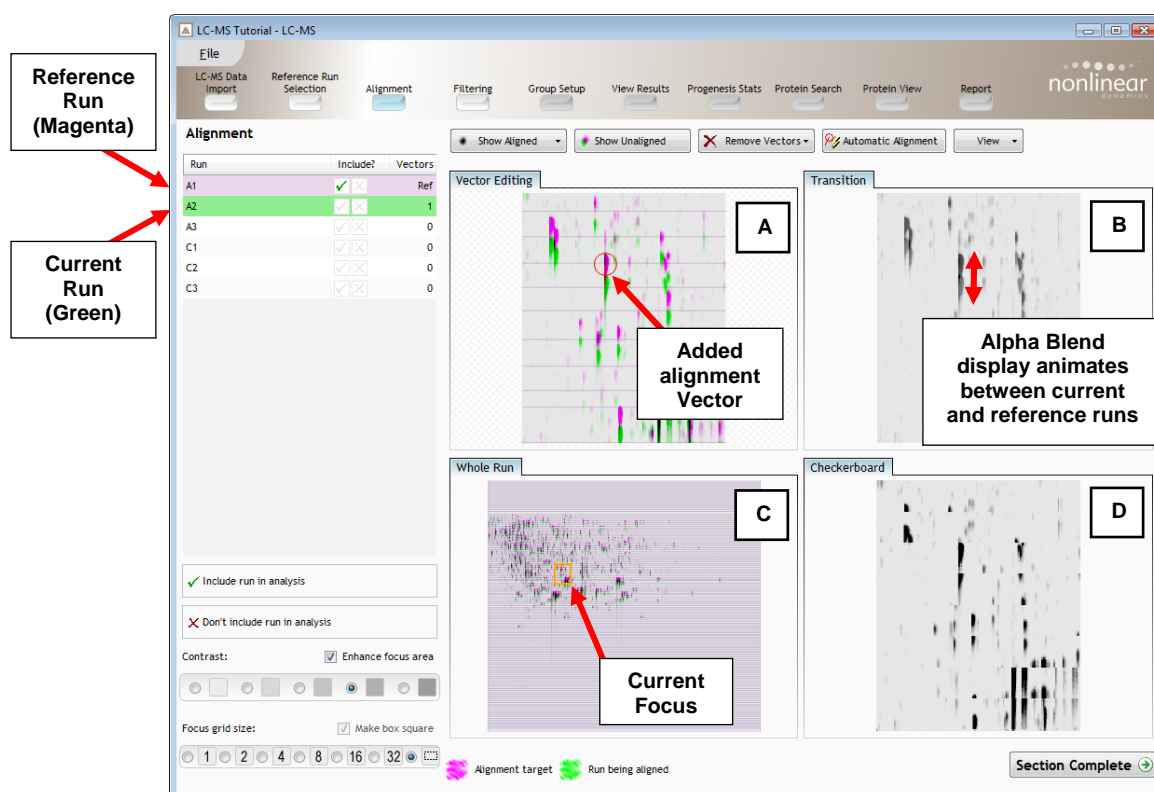 LC-MS Tutorial - LC-MS
File
LC-MS Data Import
Reference Run Selection
Alignment
Filtering
Group Setup
View Results
Progenesis Stats
Protein Search
Protein View
Report
nonlinear
dynamics
Reference
Run
(Magenta)
Current
Run
(Green)
Alignment
Run Include? Vectors
A1 Ref
A2 1
A3 0
C1 0
C2 0
C3 0
Include run in analysis
Don't include run in analysis
Contrast: Enhance focus area
Focus grid size: Make box square
1 2 4 8 16 32
Show Aligned
Show Unaligned
Remove Vectors
Automatic Alignment
View
Vector Editing
A
Added
alignment
Vector
Transition
B
Alpha Blend
display animates
between current
and reference runs
Whole Run
C
Current
Focus
Checkerboard
D
Alignment target Run being aligned
Section Complete